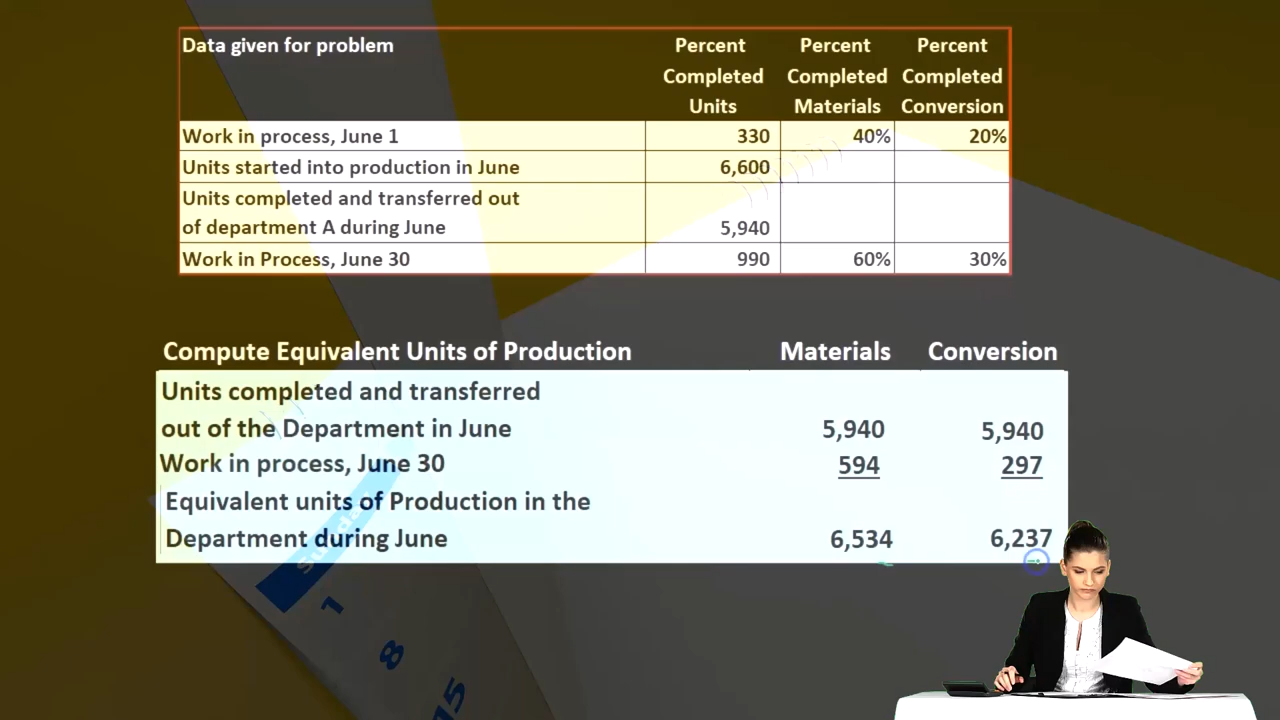 Data given for problem
Percent Completed Units
Percent Completed Materials
Percent Completed Conversion
Work in process, June 1 330 40% 20%
Units started into production in June 6,600
Units completed and transferred out
of department A during June 5,940
Work in Process, June 30 990 60% 30%
Compute Equivalent Units of Production Materials Conversion
Units completed and transferred
out of the Department in June 5,940 5,940
Work in process, June 30 594 297
Equivalent units of Production in the
Department during June 6,534 6,237
1
8
15